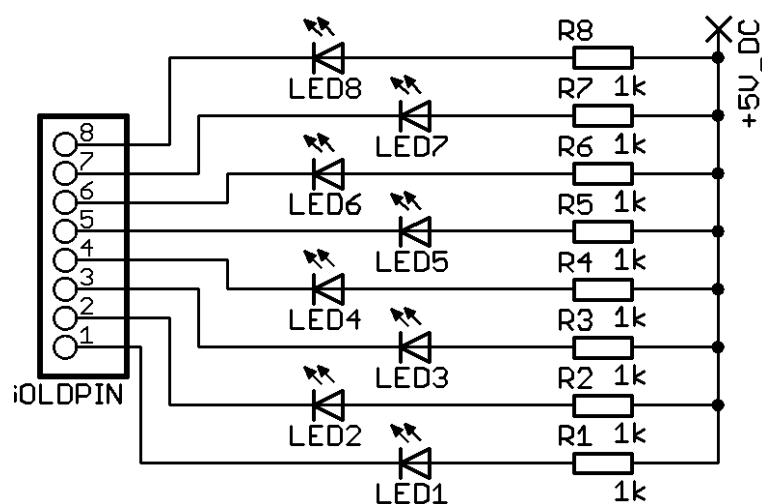 R8
LED8
1k
R7
LED7
1k
R6
LED6
1k
R5
LED5
1k
R4
LED4
1k
R3
LED3
1k
R2
LED2
1k
R1
LED1
1k
+5V_DC
8
7
6
5
4
3
2
1
iOLDPIN